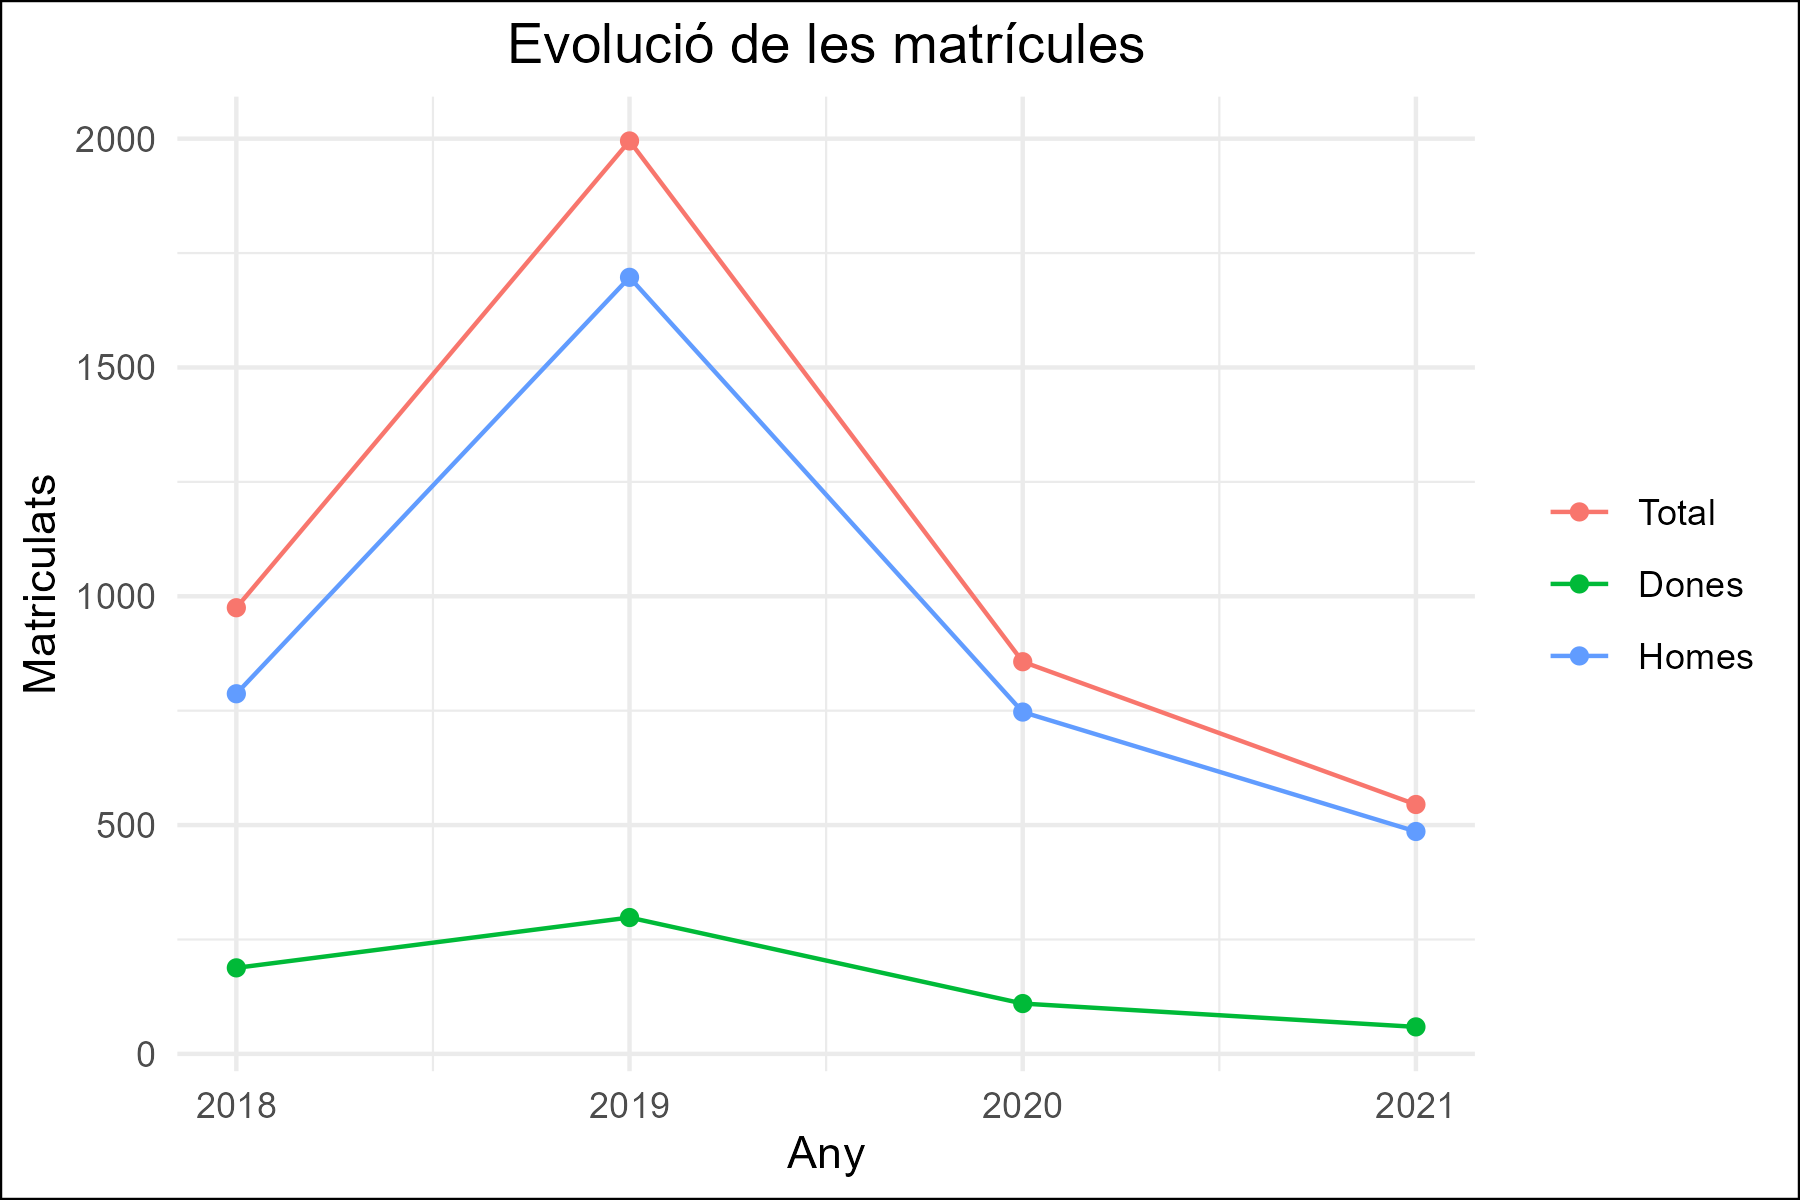 Evolució de les matrícules
Matriculats
2000
1500
1000
500
0
2018
2019
2020
2021
Any
Total
Dones
Homes